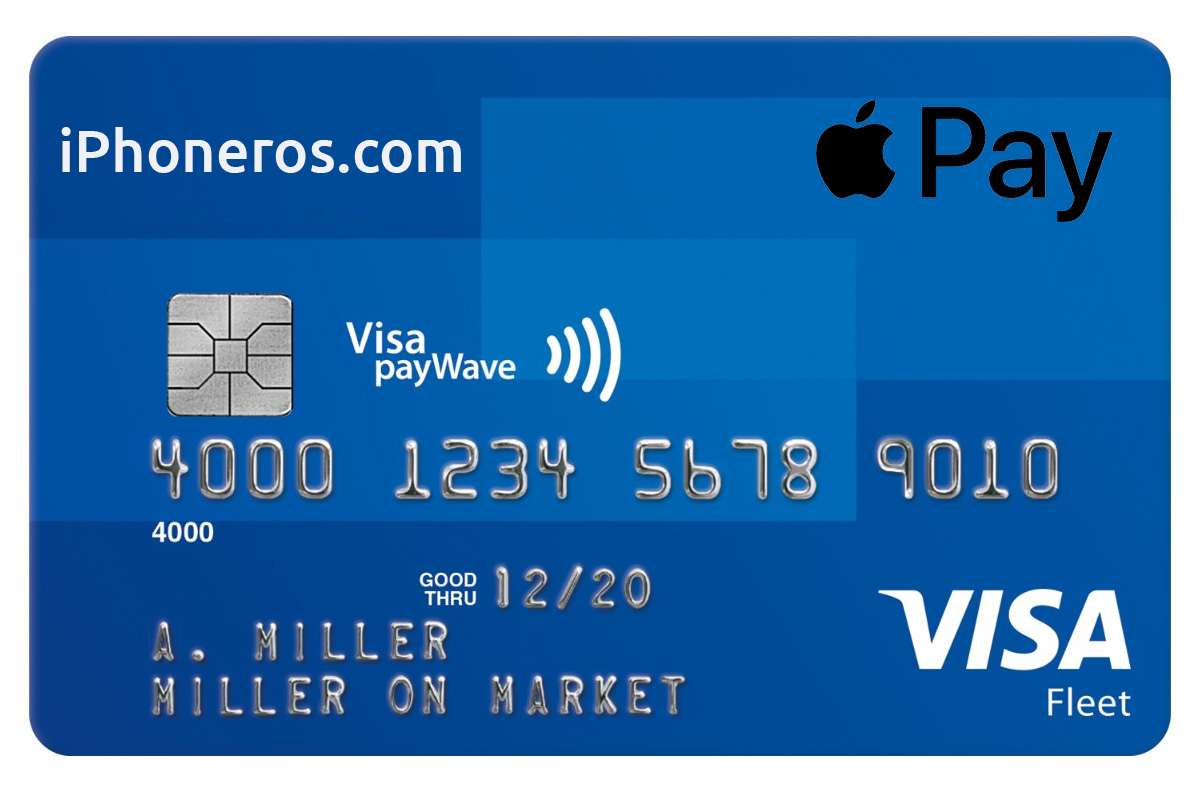 iPhoneros.com
Pay
Visa
payWave
4000 1234 5678 9010
4000
GOOD
THRU
12/20
A. MILLER
MILLER ON MARKET
VISA
Fleet